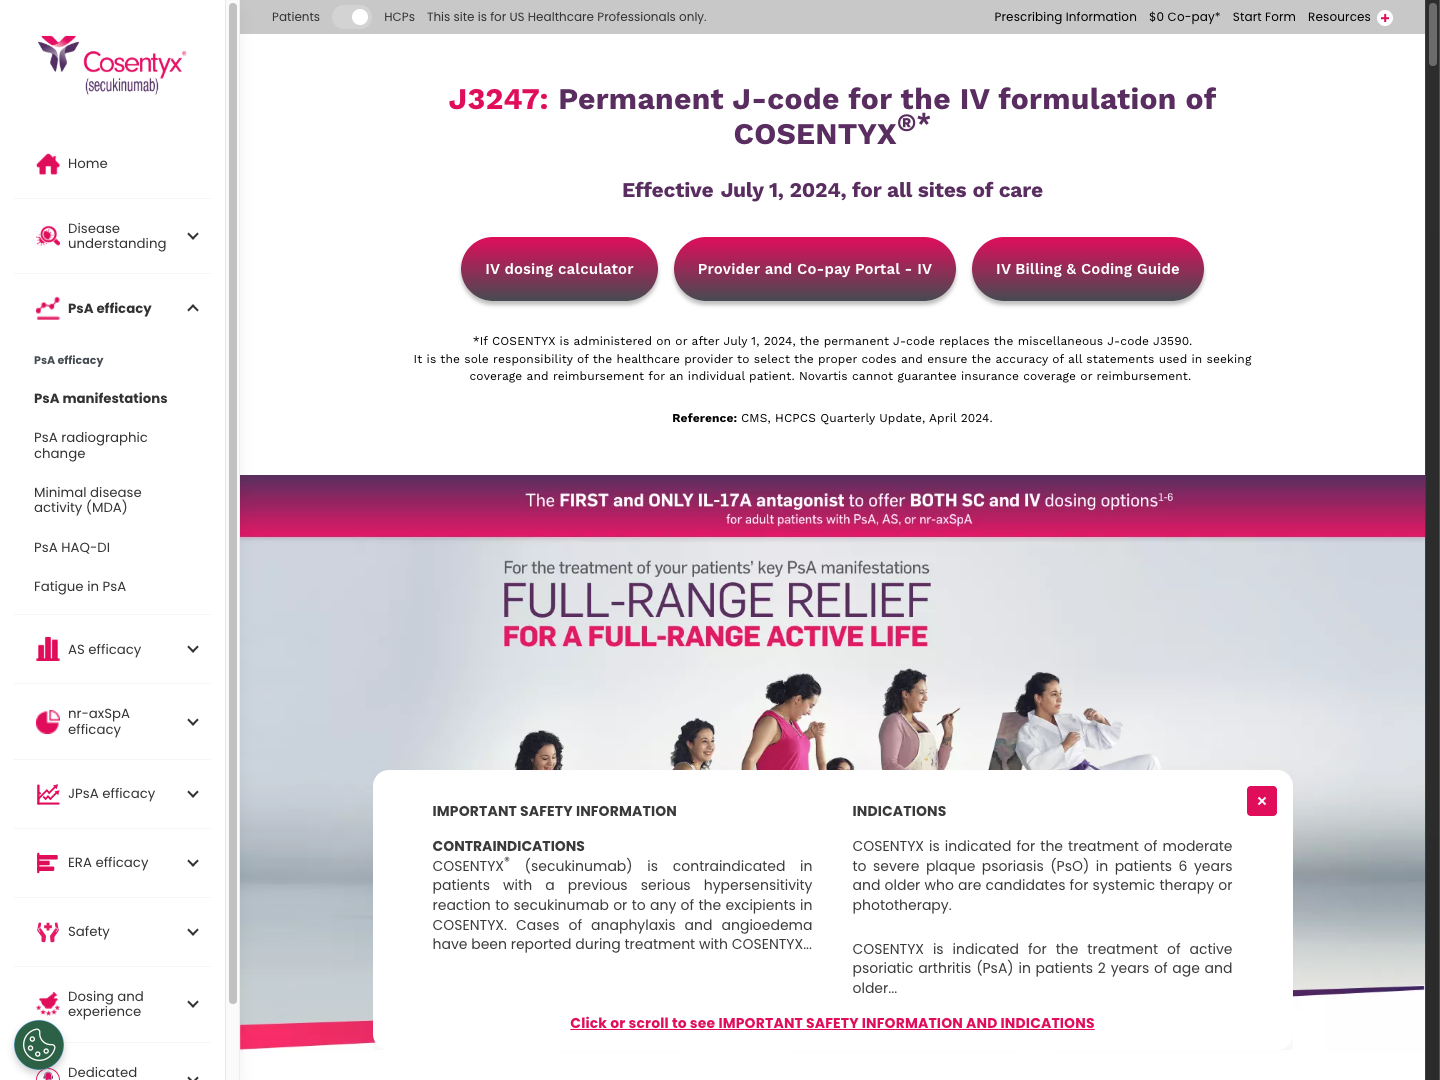 Patients HCPs This site is for US Healthcare Professionals only.
Prescribing Information $0 Co-pay* Start Form Resources
Cosentyx®
(secukinumab)
Home
Disease
understanding
PsA efficacy
PsA efficacy
PsA manifestations
PsA radiographic
change
Minimal disease
activity (MDA)
PsA HAQ-DI
Fatigue in PsA
AS efficacy
nr-axSpA
efficacy
JPsA efficacy
ERA efficacy
Safety
Dosing and
experience
Dedicated
J3247: Permanent J-code for the IV formulation of
COSENTYX®*
Effective July 1, 2024, for all sites of care
IV dosing calculator
Provider and Co-pay Portal - IV
IV Billing & Coding Guide
*If COSENTYX is administered on or after July 1, 2024, the permanent J-code replaces the miscellaneous J-code J3590.
It is the sole responsibility of the healthcare provider to select the proper codes and ensure the accuracy of all statements used in seeking
coverage and reimbursement for an individual patient. Novartis cannot guarantee insurance coverage or reimbursement.
Reference: CMS, HCPCS Quarterly Update, April 2024.
The FIRST and ONLY IL-17A antagonist to offer BOTH SC and IV dosing options1-6
for adult patients with PsA, AS, or nr-axSpA
For the treatment of your patients' key PsA manifestations
FULL-RANGE RELIEF
FOR A FULL-RANGE ACTIVE LIFE
IMPORTANT SAFETY INFORMATION
CONTRAINDICATIONS
COSENTYX® (secukinumab) is contraindicated in
patients with a previous serious hypersensitivity
reaction to secukinumab or to any of the excipients in
COSENTYX. Cases of anaphylaxis and angioedema
have been reported during treatment with COSENTYX...
INDICATIONS
COSENTYX is indicated for the treatment of moderate
to severe plaque psoriasis (PsO) in patients 6 years
and older who are candidates for systemic therapy or
phototherapy.
COSENTYX is indicated for the treatment of active
psoriatic arthritis (PsA) in patients 2 years of age and
older...
Click or scroll to see IMPORTANT SAFETY INFORMATION AND INDICATIONS